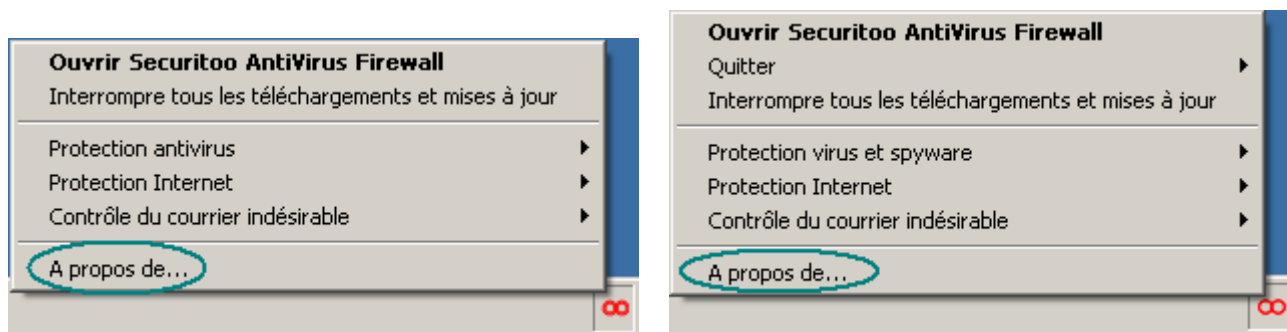 Ouvrir Securitoo AntiVirus Firewall
Interrompre tous les téléchargements et mises à jour
Protection antivirus
Protection Internet
Contrôle du courrier indésirable
A propos de...
Ouvrir Securitoo AntiVirus Firewall
Quitter
Interrompre tous les téléchargements et mises à jour
Protection virus et spyware
Protection Internet
Contrôle du courrier indésirable
A propos de...